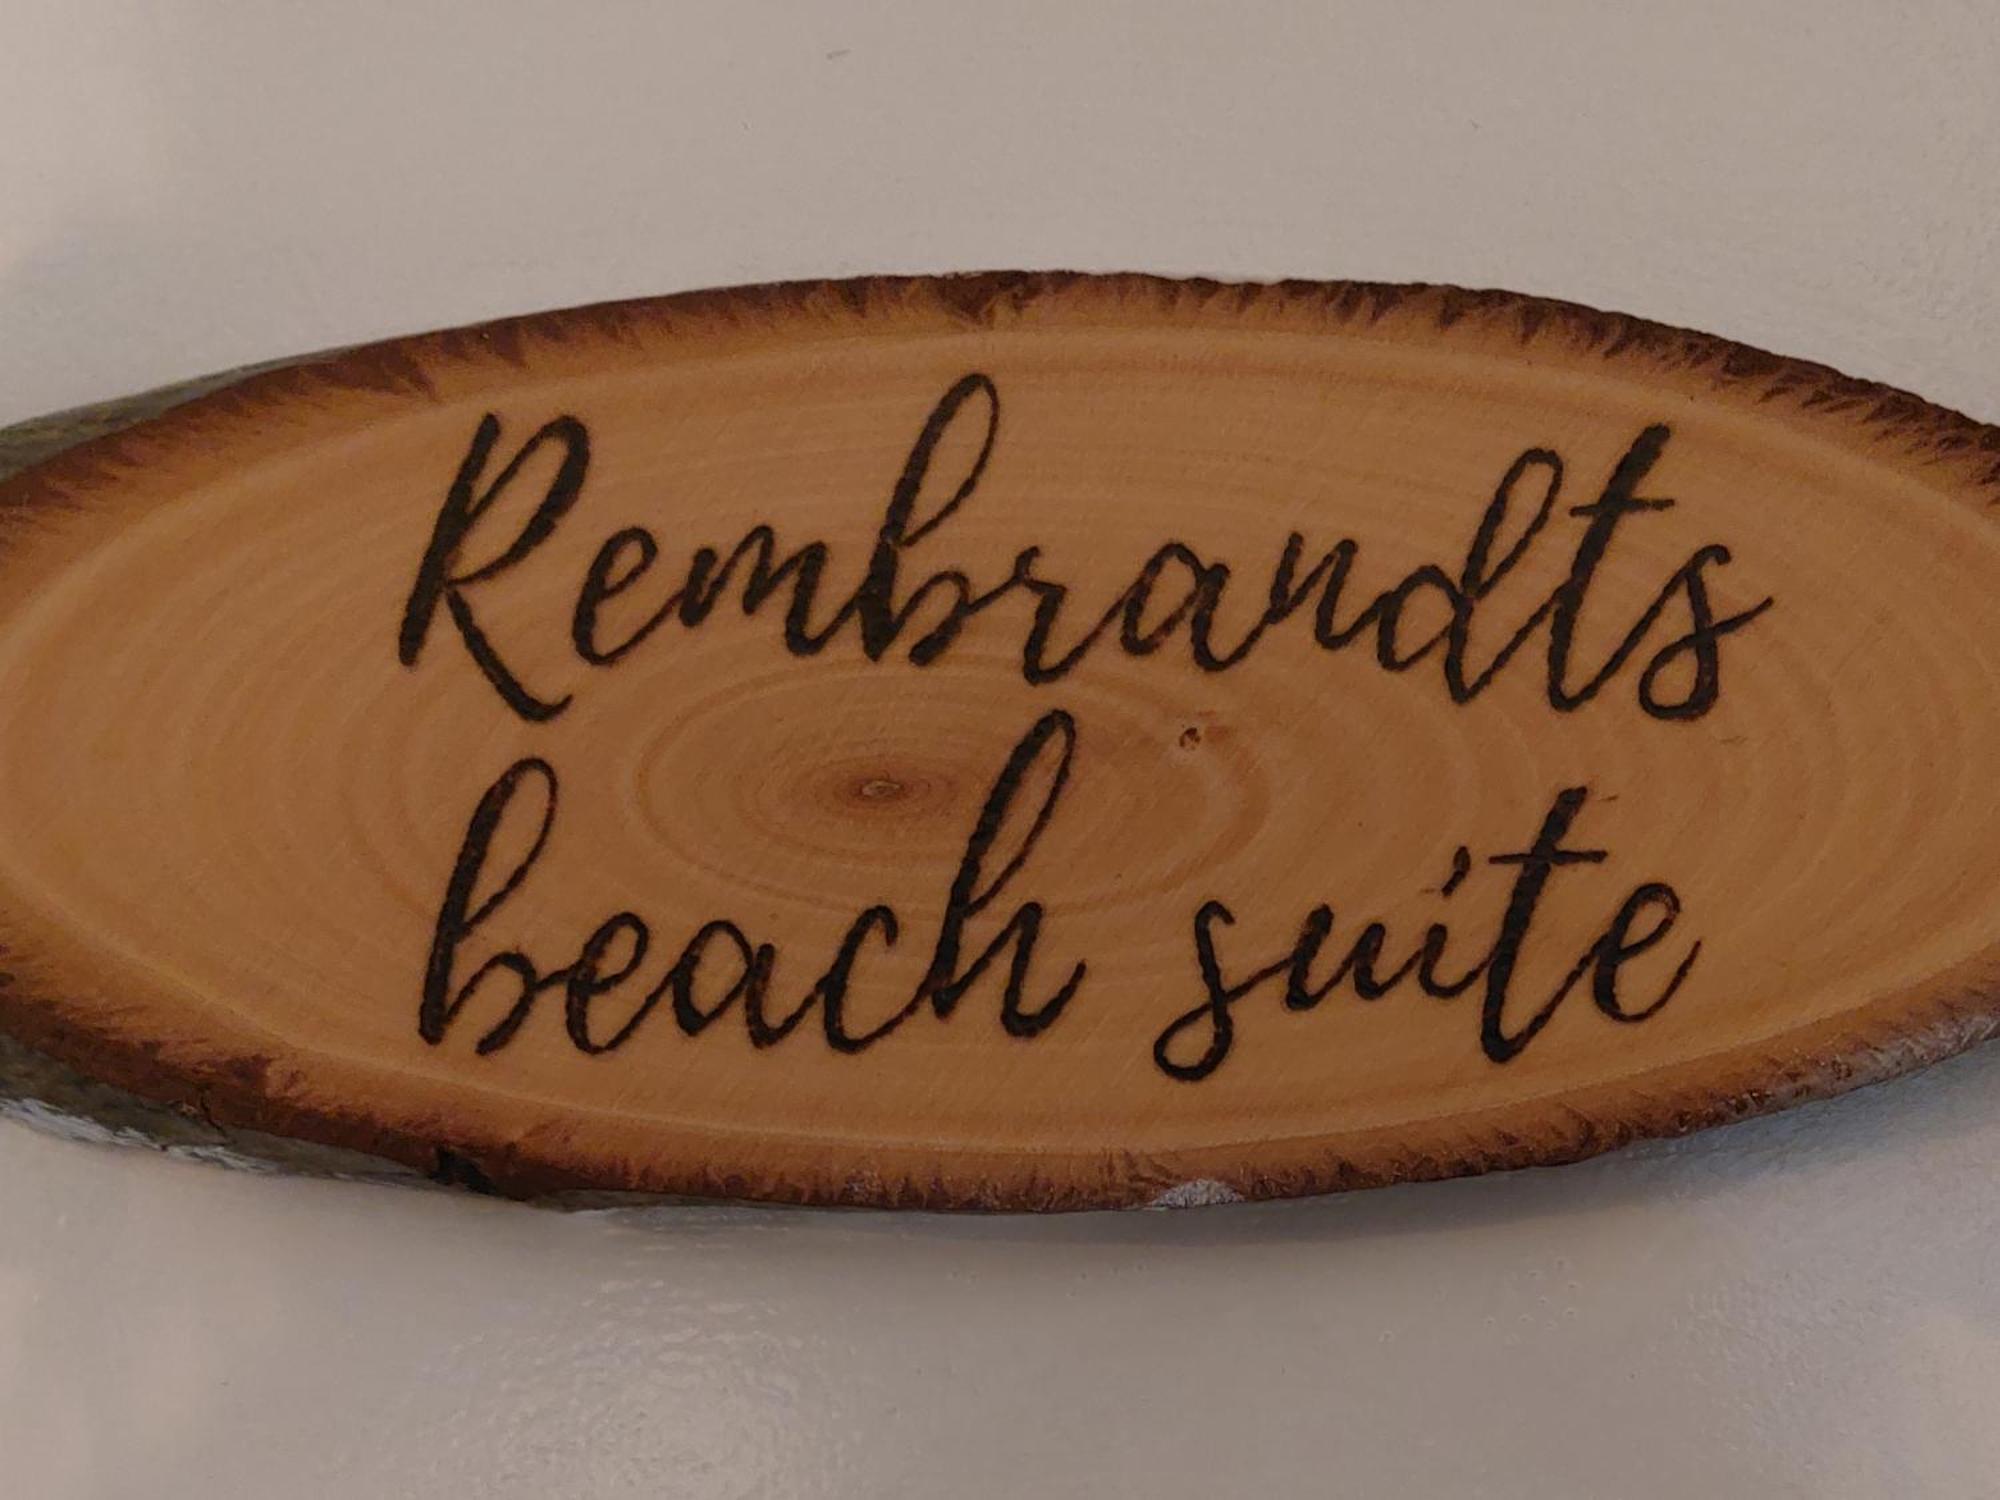 Rembrandts
beach suite